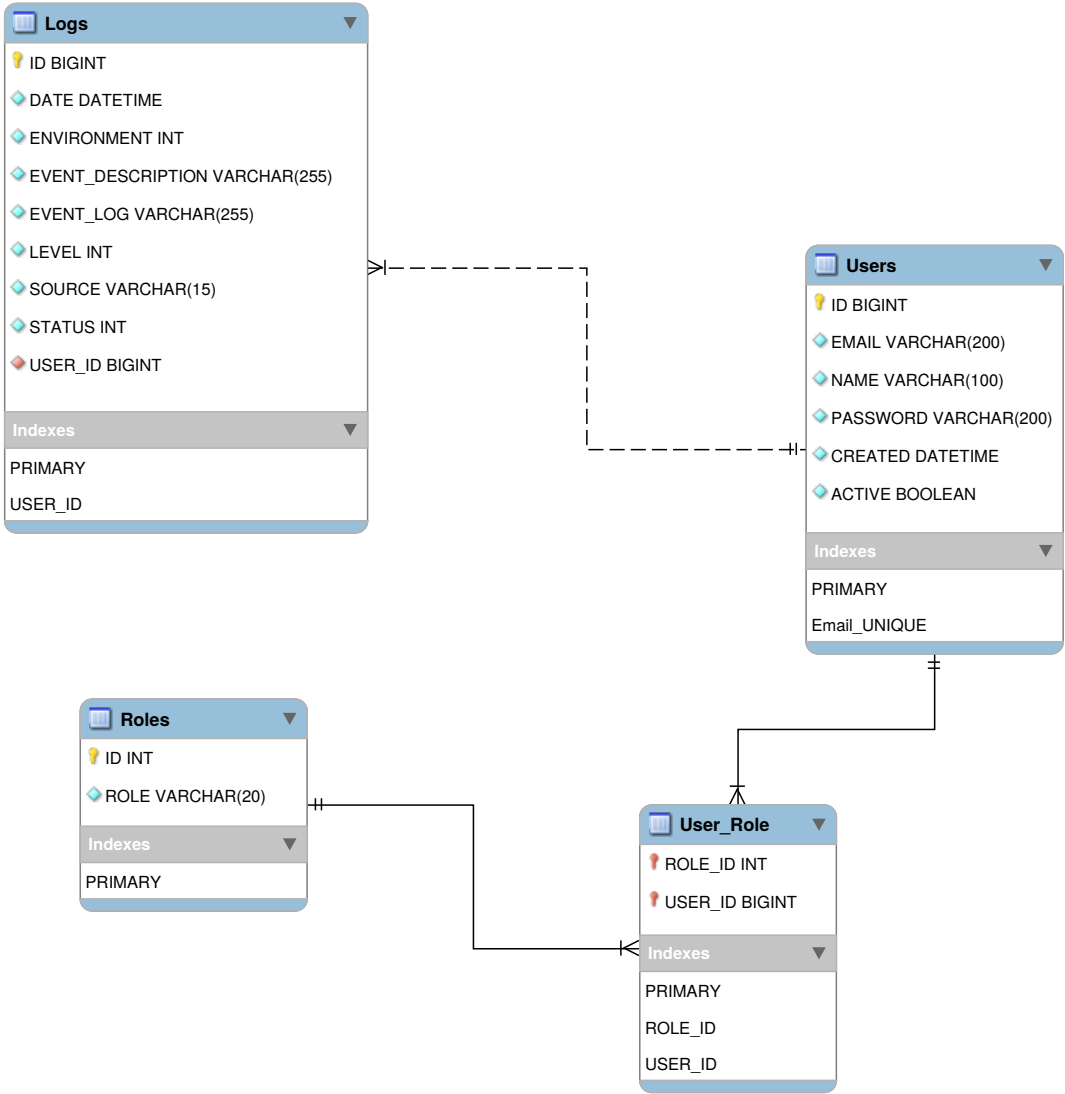 Logs
ID BIGINT
DATE DATETIME
ENVIRONMENT INT
EVENT_DESCRIPTION VARCHAR(255)
EVENT_LOG VARCHAR(255)
LEVEL INT
SOURCE VARCHAR(15)
STATUS INT
USER_ID BIGINT
Indexes
PRIMARY
USER_ID
Users
ID BIGINT
EMAIL VARCHAR(200)
NAME VARCHAR(100)
PASSWORD VARCHAR(200)
CREATED DATETIME
ACTIVE BOOLEAN
Indexes
PRIMARY
Email_UNIQUE
Roles
ID INT
ROLE VARCHAR(20)
Indexes
PRIMARY
User_Role
ROLE_ID INT
USER_ID BIGINT
Indexes
PRIMARY
ROLE_ID
USER_ID